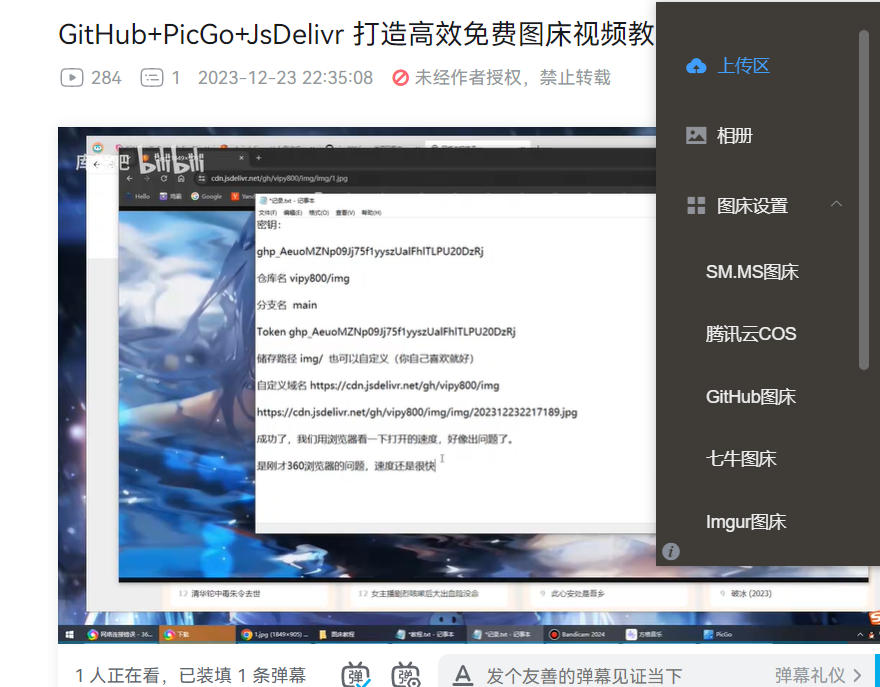 GitHub+PicGo+JsDelivr 打造高效免费图床视频教
284 1 2023-12-23 22:35:08 未经作者授权，禁止转载
bilibili
cdn.jsdelivr.net/gh/vipy800/img/img/1.jpg
Hello
Google
*记录.txt - 记事本
文件(F) 编辑(E) 格式(O) 查看(V) 帮助(H)
密钥：
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
仓库名 vipy800/img
分支名 main
Token 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
储存路径 img/ 也可以自定义（你自己喜欢就好）
自定义域名 https://cdn.jsdelivr.net/gh/vipy800/img
https://cdn.jsdelivr.net/gh/vipy800/img/img/202312232217189.jpg
成功了，我们用浏览器看一下打开的速度，好像出问题了。
是刚才360浏览器的问题，速度还是很快
12 清华铊中毒朱令去世 12 女主播剧烈咳嗽后大出血险没命 9 此心安处是吾乡 9 破冰 (2023)
网络连接错误 - 36... 下载 1.jpg (1849×905) ... 图床教程 *教程.txt - 记事本 *记录.txt - 记事本 Bandicam 2024 方格音乐 PicGo
1 人正在看，已装填 1 条弹幕 弹 弹 A 发个友善的弹幕见证当下 弹幕礼仪
上传区
相册
图床设置
SM.MS图床
腾讯云COS
GitHub图床
七牛图床
Imgur图床